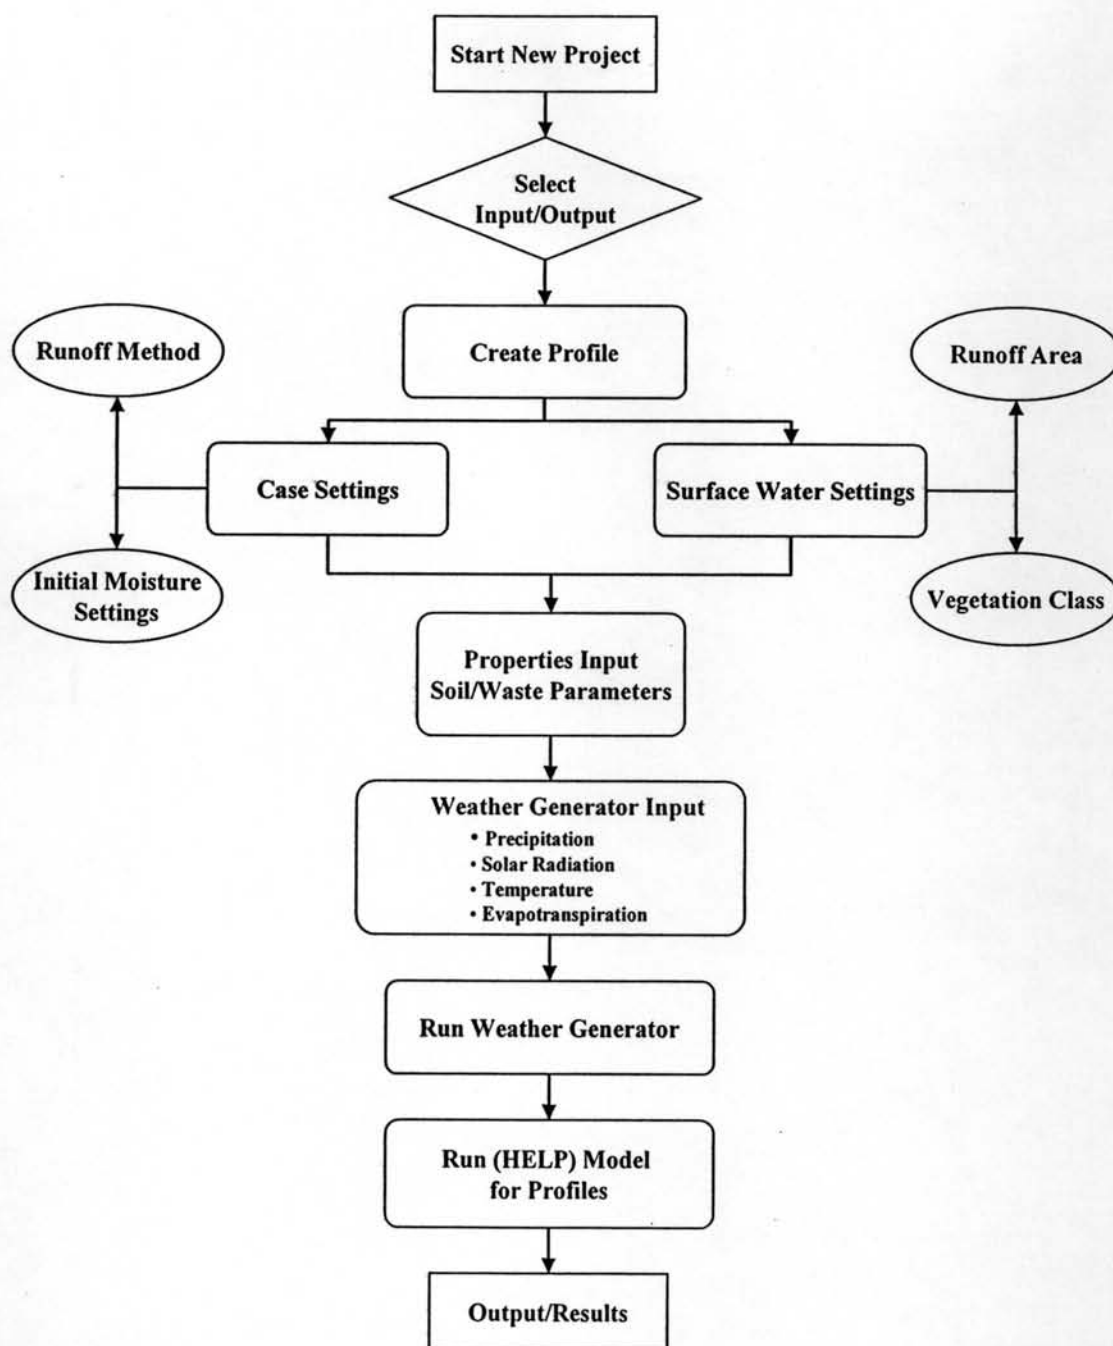 Start New Project
Select
Input/Output
Create Profile
Runoff Method
Runoff Area
Case Settings
Surface Water Settings
Initial Moisture
Settings
Vegetation Class
Properties Input
Soil/Waste Parameters
Weather Generator Input
• Precipitation
• Solar Radiation
• Temperature
• Evapotranspiration
Run Weather Generator
Run (HELP) Model
for Profiles
Output/Results